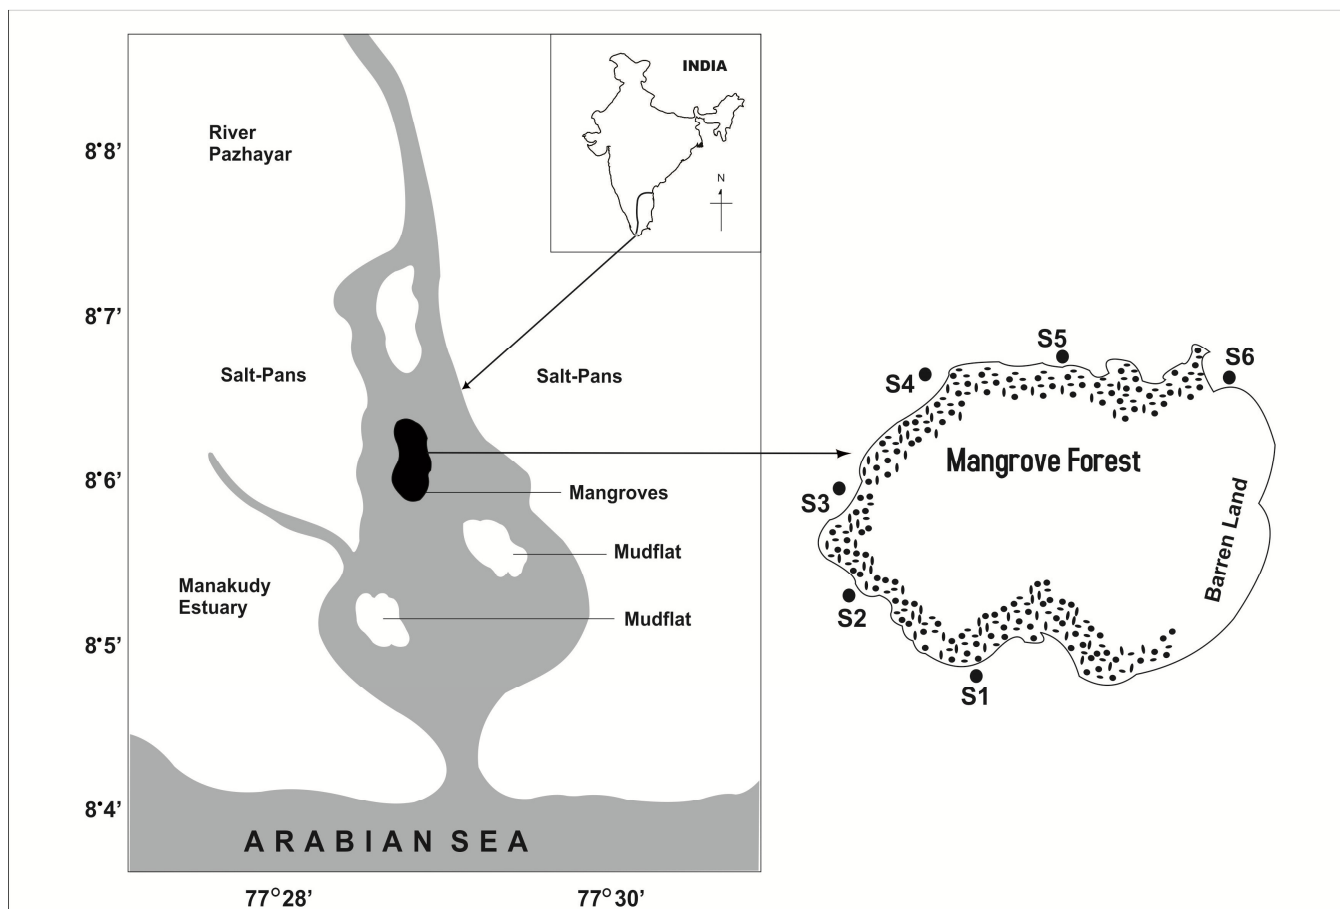 INDIA
N
River
Pazhayar
8°8’
8°7’
Salt-Pans
Salt-Pans
8°6’
Mangroves
Mudflat
Manakudy
Estuary
Mudflat
8°5’
8°4’
ARABIAN SEA
77°28’
77°30’
S5
S6
S4
Mangrove Forest
S3
Barren Land
S2
S1